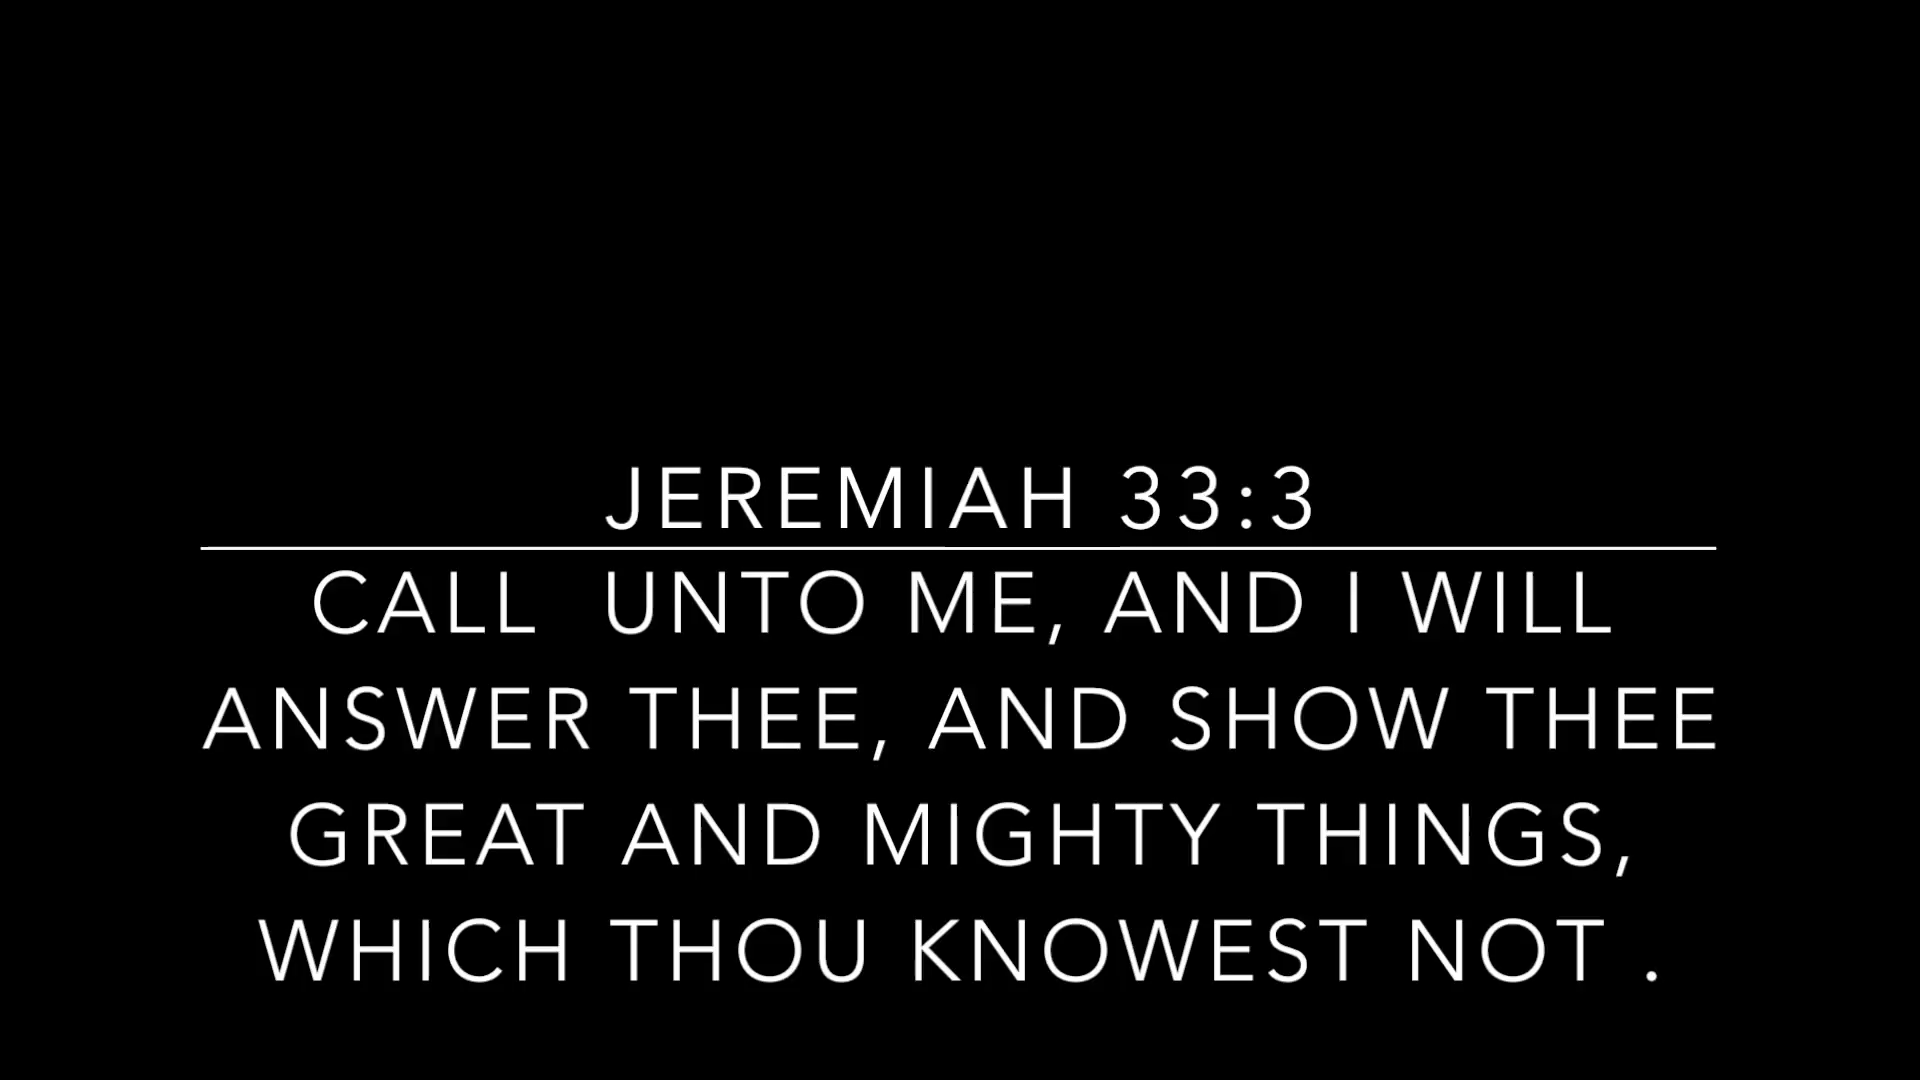 JEREMIAH 33:3
CALL  UNTO ME, AND I WILL
ANSWER THEE, AND SHOW THEE
GREAT AND MIGHTY THINGS,
WHICH THOU KNOWEST NOT .